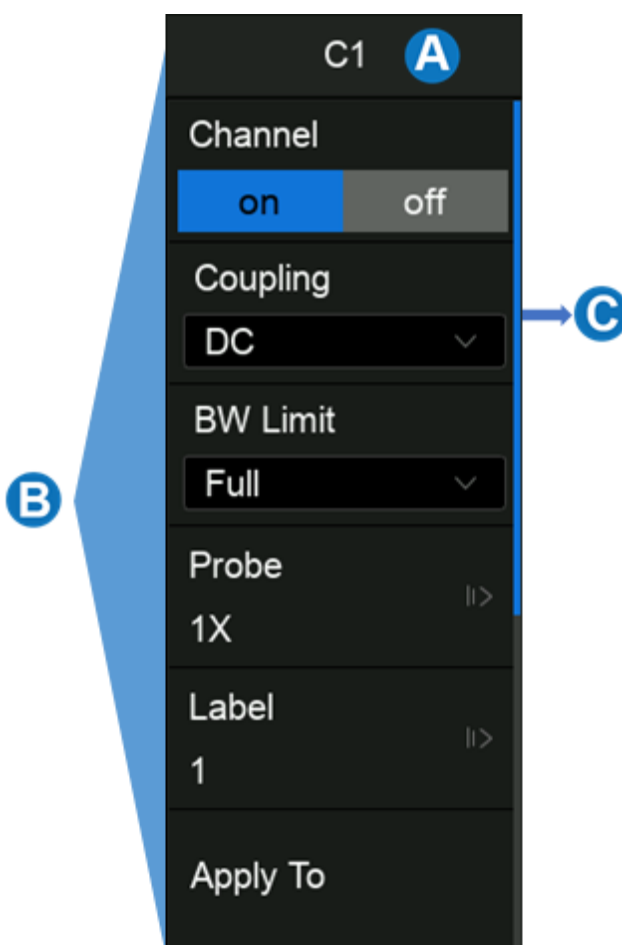 C1 A
Channel
on off
Coupling
DC
C
BW Limit
B
Full
Probe
1X
Label
1
Apply To